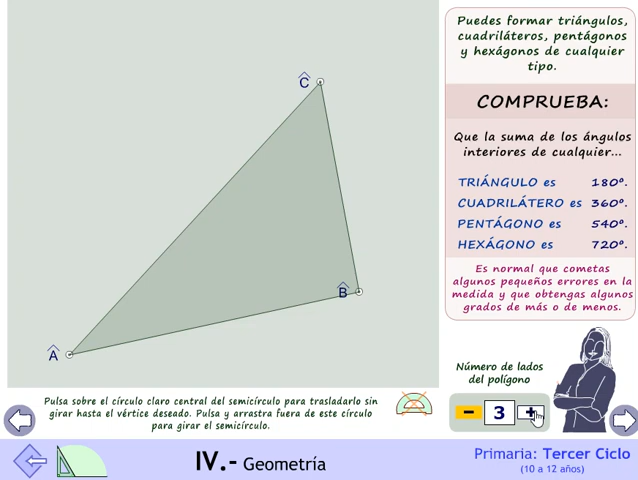 Puedes formar triángulos,
cuadriláteros, pentágonos
y hexágonos de cualquier
tipo.
COMPRUEBA:
Que la suma de los ángulos
interiores de cualquier...
TRIÁNGULO es 180º.
CUADRILÁTERO es 360º.
PENTÁGONO es 540º.
HEXÁGONO es 720º.
Es normal que cometas
algunos pequeños errores en la
medida y que obtengas algunos
grados de más o de menos.
C
B
A
Número de lados
del polígono
3
Pulsa sobre el círculo claro central del semicírculo para trasladarlo sin
girar hasta el vértice deseado. Pulsa y arrastra fuera de este círculo
para girar el semicírculo.
IV.- Geometría
Primaria: Tercer Ciclo
(10 a 12 años)